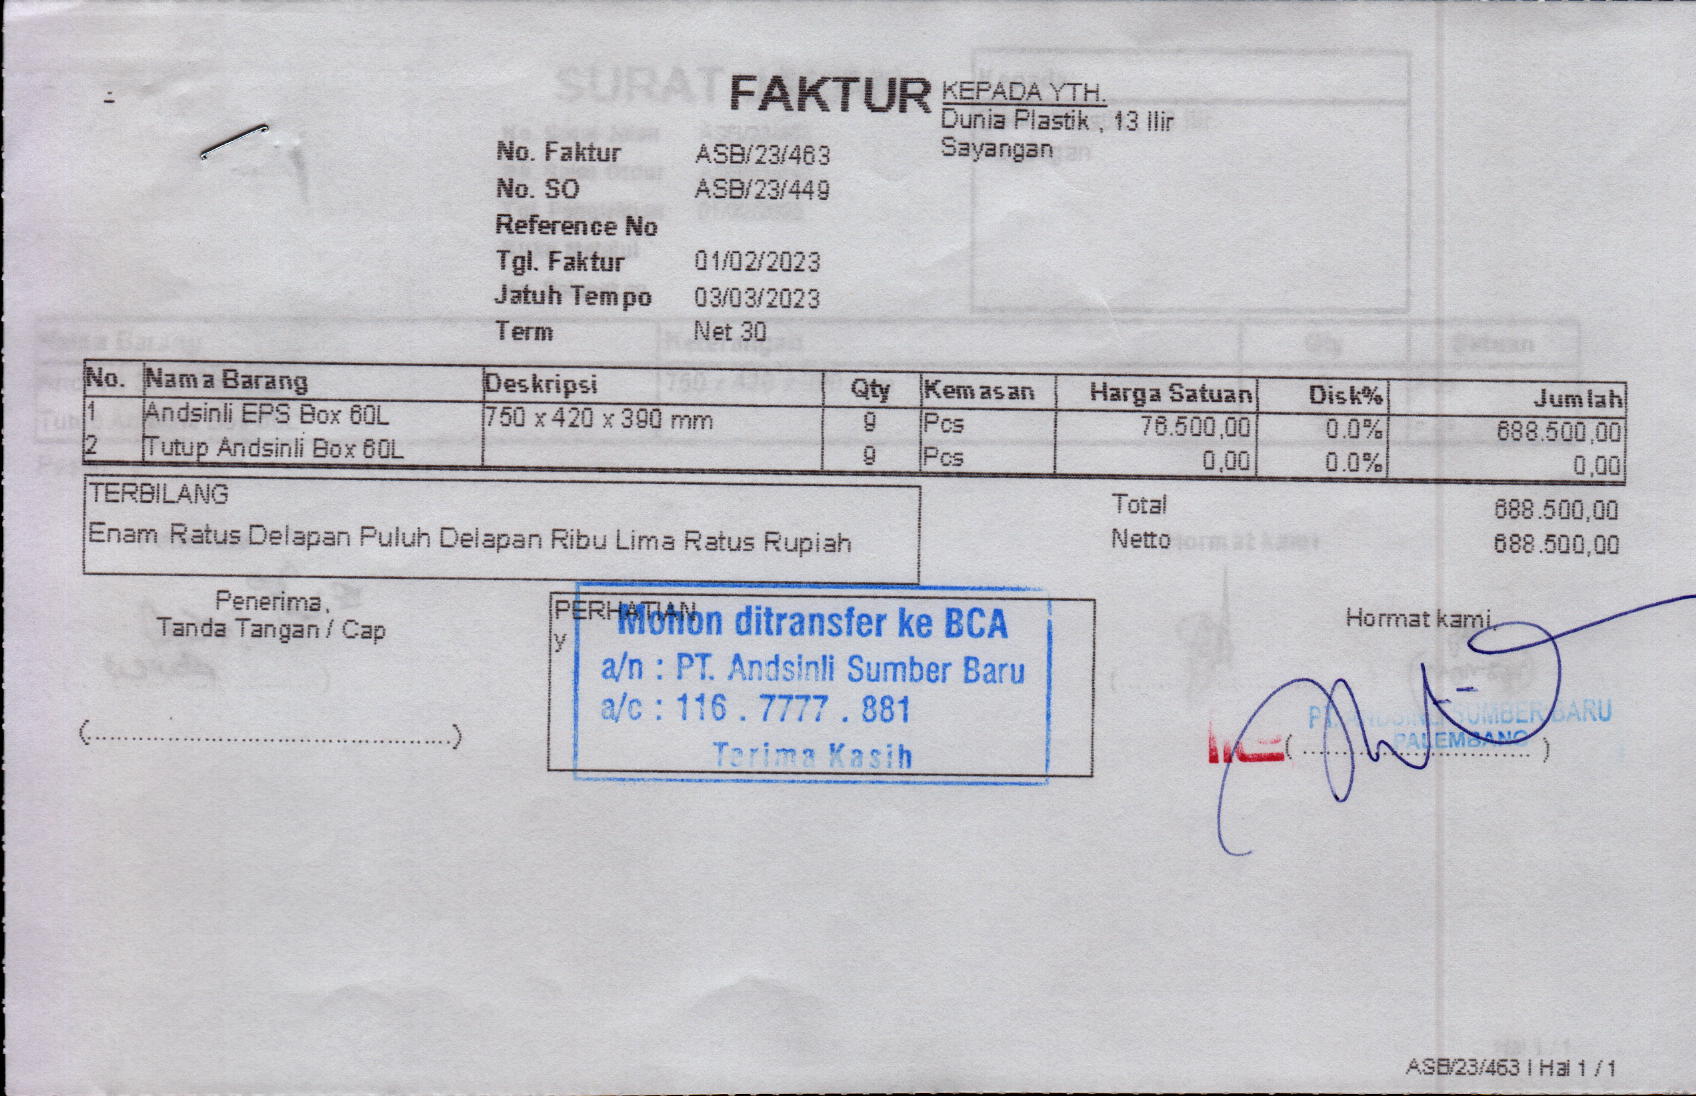 FAKTUR
KEPADA YTH.
Dunia Plastik , 13 Ilir
Sayangan
No. Faktur ASB/23/463
No. SO ASB/23/449
Reference No
Tgl. Faktur 01/02/2023
Jatuh Tempo 03/03/2023
Term Net 30
No. Nama Barang Deskripsi Qty Kemasan Harga Satuan Disk% Jumlah
1 Andsinli EPS Box 60L 750 x 420 x 390 mm 9 Pcs 76.500,00 0.0% 688.500,00
2 Tutup Andsinli Box 60L 9 Pcs 0,00 0.0% 0,00
TERBILANG
Enam Ratus Delapan Puluh Delapan Ribu Lima Ratus Rupiah
Total 688.500,00
Netto 688.500,00
Penerima,
Tanda Tangan / Cap
(..........................................)
PERHATIAN
y
Mohon ditransfer ke BCA
a/n : PT. Andsinli Sumber Baru
a/c : 116 . 7777 . 881
Terima Kasih
Hormat kami,
PT. ANDSINLI SUMBER BARU
PALEMBANG
(..........................)
ASB/23/463 | Hal 1 / 1